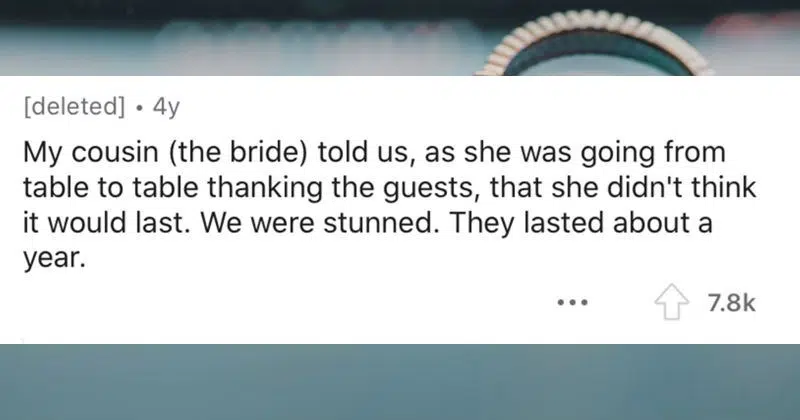 [deleted] • 4y
My cousin (the bride) told us, as she was going from
table to table thanking the guests, that she didn't think
it would last. We were stunned. They lasted about a
year.
••• 7.8k